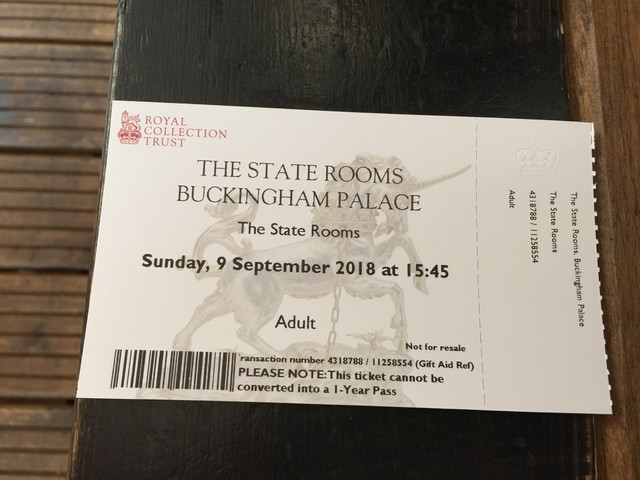 ROYAL
COLLECTION
TRUST
THE STATE ROOMS
BUCKINGHAM PALACE
The State Rooms
Sunday, 9 September 2018 at 15:45
Adult
Not for resale
ransaction number 4318788 / 11258554 (Gift Aid Ref)
PLEASE NOTE:This ticket cannot be
converted into a 1-Year Pass
The State Rooms, Buckingham Palace
The State Rooms
4318788 / 11258554
Adult